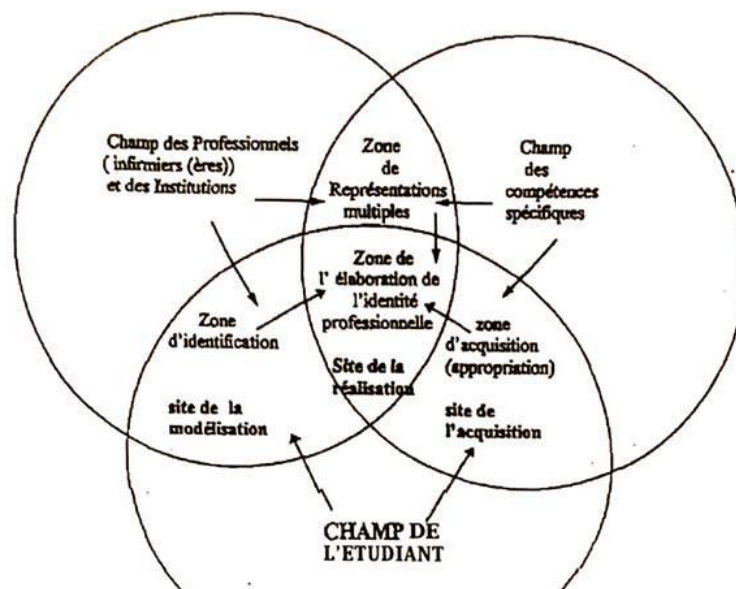 Champ des Professionnels
( infirmiers (ères))
et des Institutions
Zone
de
Représentations
multiples
Champ
des
compétences
spécifiques
Zone de
l' élaboration de
l'identité
professionnelle
Zone
d'identification
zone
d'acquisition
(appropriation)
Site de la
réalisation
site de la
modélisation
site de
l'acquisition
CHAMP DE
L'ETUDIANT